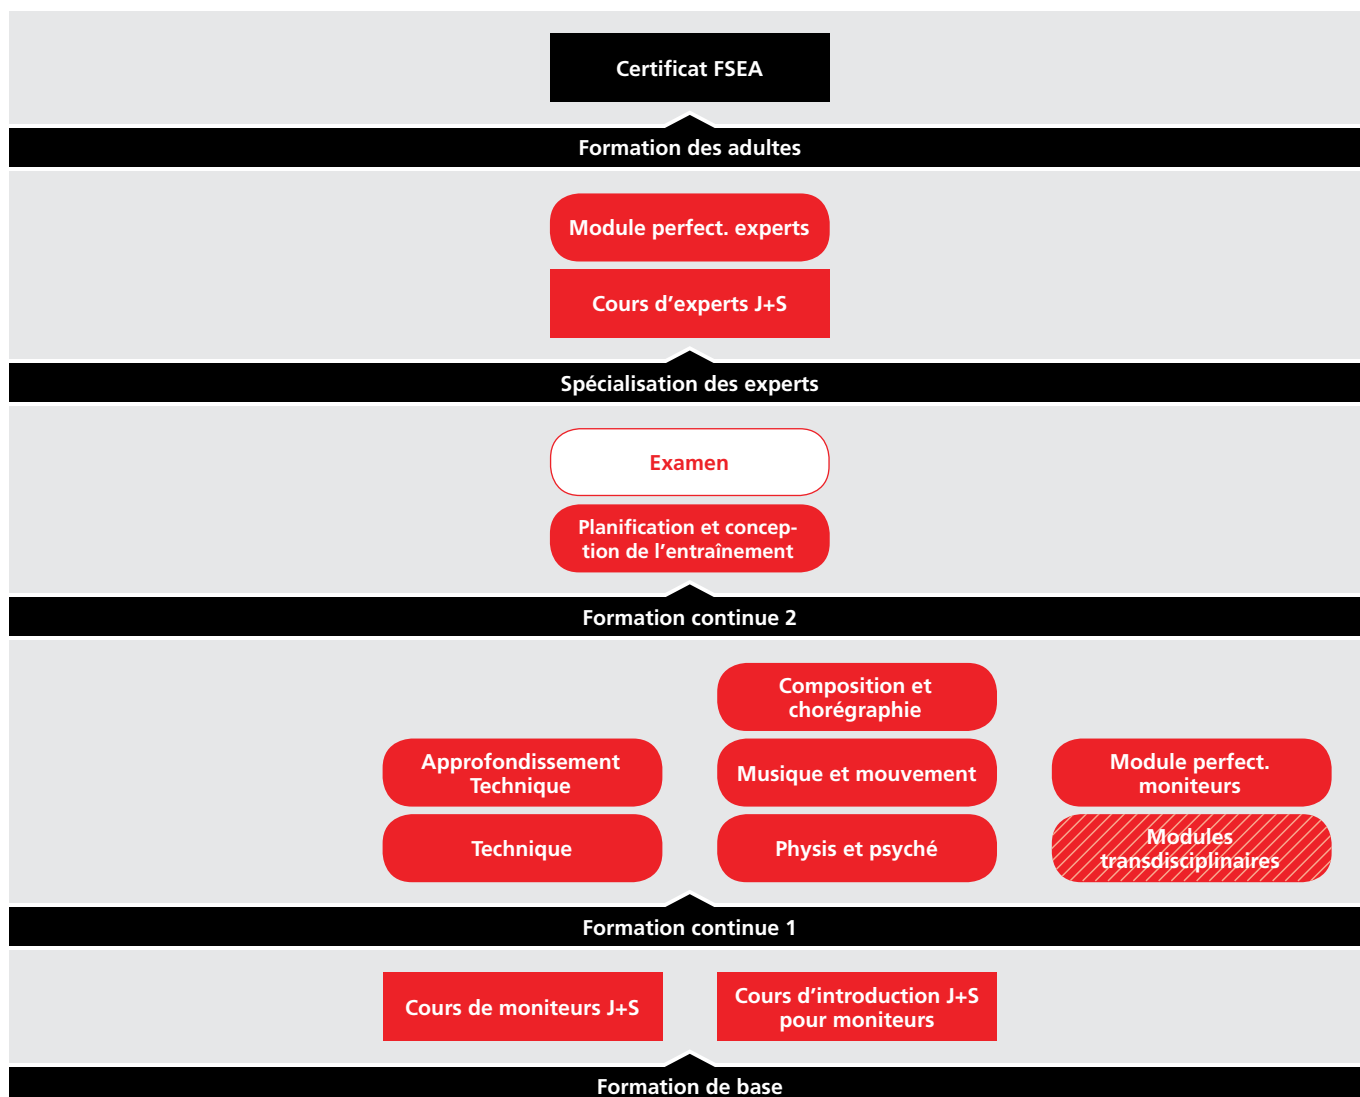 Certificat FSEA
Formation des adultes
Module perfect. experts
Cours d’experts J+S
Spécialisation des experts
Examen
Planification et concep-
tion de l’entraînement
Formation continue 2
Composition et
chorégraphie
Approfondissement
Technique
Musique et mouvement
Module perfect.
moniteurs
Technique
Physis et psyché
Modules
transdisciplinaires
Formation continue 1
Cours de moniteurs J+S
Cours d’introduction J+S
pour moniteurs
Formation de base